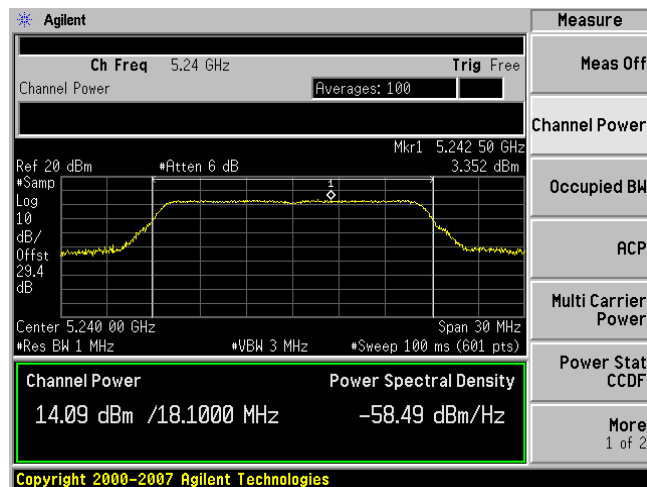 Agilent
Measure
Ch Freq 5.24 GHz Trig Free
Channel Power Averages: 100
Meas Off
Channel Power
Mkr1 5.242 50 GHz
Ref 20 dBm #Atten 6 dB 3.352 dBm
#Samp
Log
10
dB/
Offst
29.4
dB
1
Occupied BW
ACP
Multi Carrier
Power
Center 5.240 00 GHz Span 30 MHz
#Res BW 1 MHz #VBW 3 MHz #Sweep 100 ms (601 pts)
Power Stat
CCDF
Channel Power Power Spectral Density
14.09 dBm /18.1000 MHz -58.49 dBm/Hz
More
1 of 2
Copyright 2000-2007 Agilent Technologies